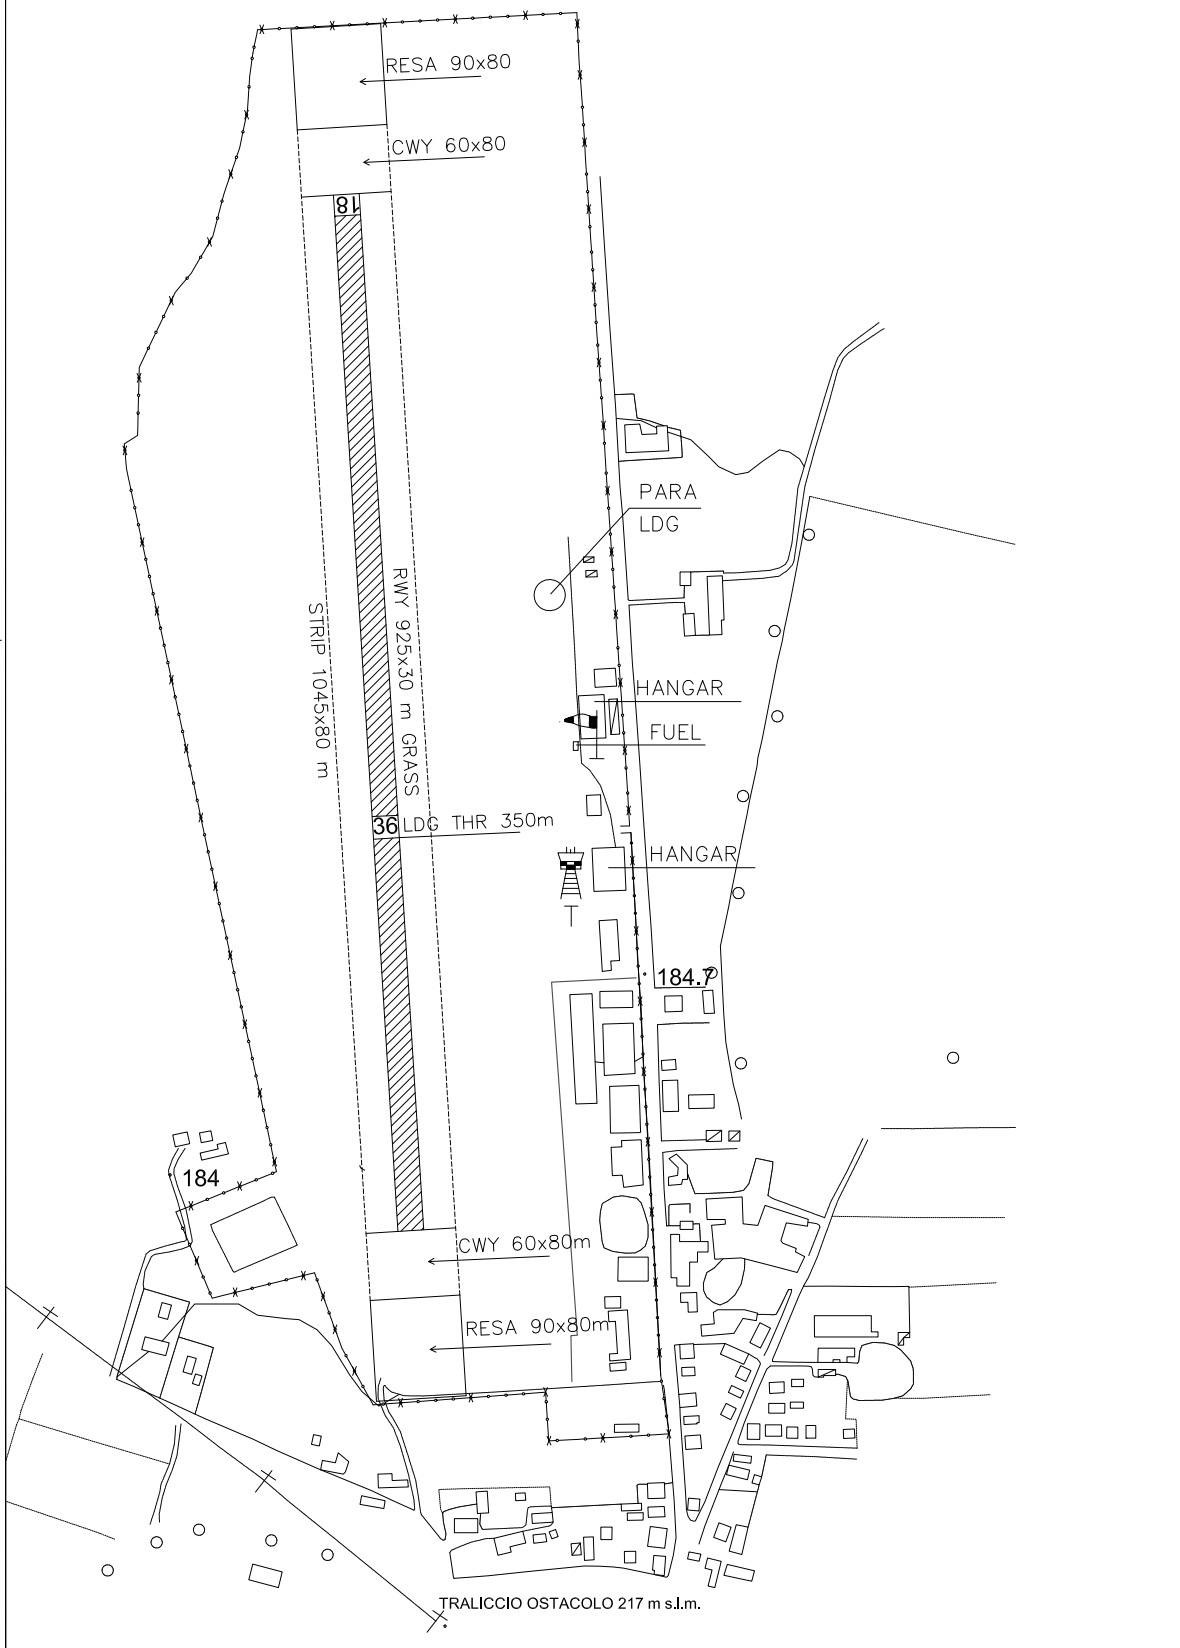 RESA 90x80
CWY 60x80
18
PARA
LDG
RWY 925x30 m GRASS
STRIP 1045x80 m
HANGAR
FUEL
36 LDG THR 350m
HANGAR
184.7
184
CWY 60x80m
RESA 90x80m
TRALICCIO OSTACOLO 217 m s.l.m.